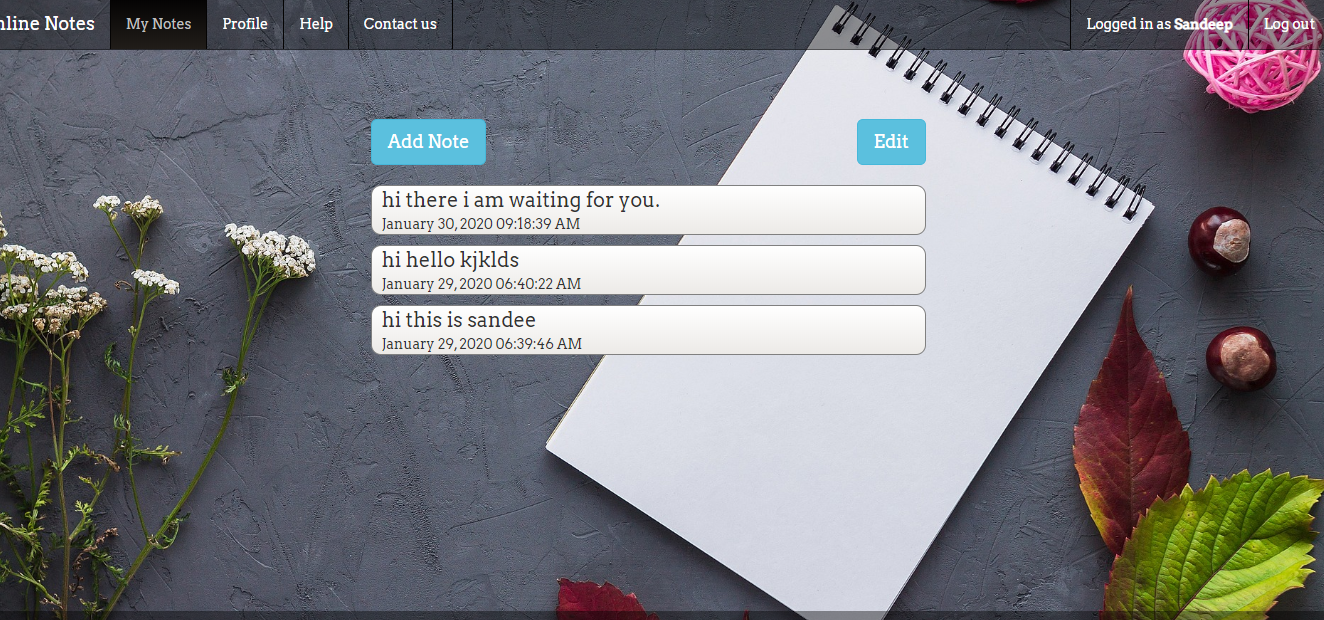 nline Notes My Notes Profile Help Contact us Logged in as Sandeep Log out
Add Note Edit
hi there i am waiting for you.
January 30, 2020 09:18:39 AM
hi hello kjklds
January 29, 2020 06:40:22 AM
hi this is sandee
January 29, 2020 06:39:46 AM